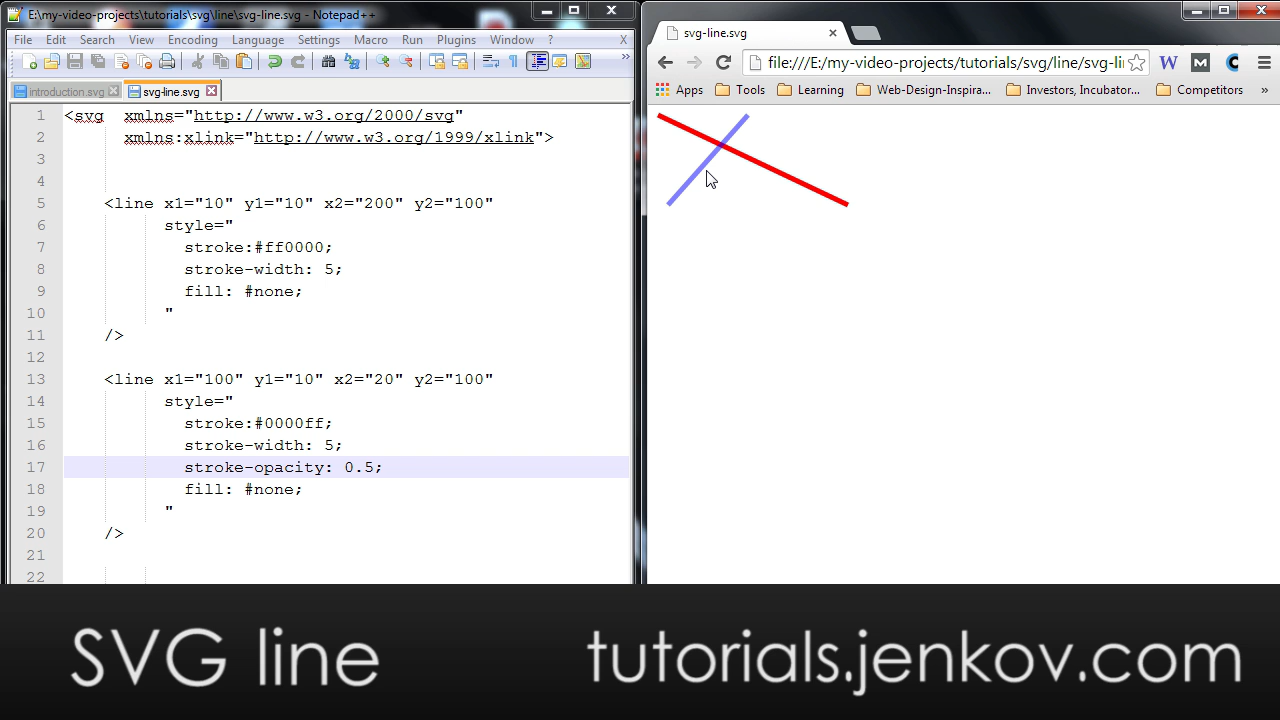 E:\my-video-projects\tutorials\svg\line\svg-line.svg - Notepad++
File Edit Search View Encoding Language Settings Macro Run Plugins Window ? X
introduction.svg svg-line.svg
1 <svg  xmlns="http://www.w3.org/2000/svg"
2 xmlns:xlink="http://www.w3.org/1999/xlink">
3
4
5 <line x1="10" y1="10" x2="200" y2="100"
6 style="
7 stroke:#ff0000;
8 stroke-width: 5;
9 fill: #none;
10 "
11 />
12
13 <line x1="100" y1="10" x2="20" y2="100"
14 style="
15 stroke:#0000ff;
16 stroke-width: 5;
17 stroke-opacity: 0.5;
18 fill: #none;
19 "
20 />
21
22
svg-line.svg
file:///E:/my-video-projects/tutorials/svg/line/svg-li
Apps Tools Learning Web-Design-Inspira... Investors, Incubator... Competitors »
SVG line
tutorials.jenkov.com